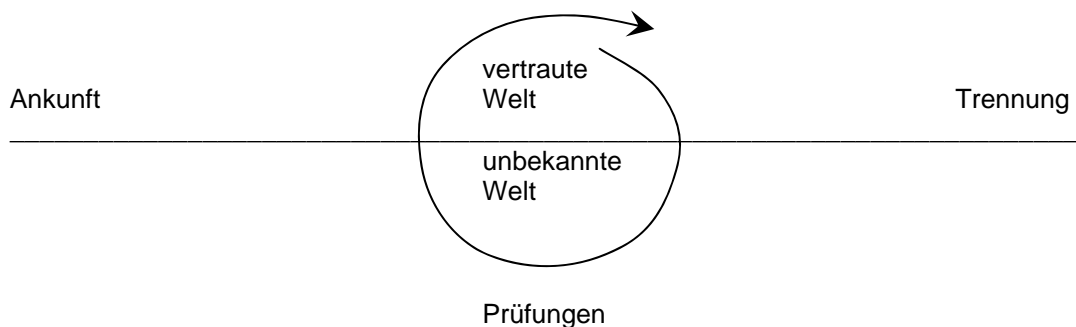 vertraute
Welt
Ankunft
Trennung
unbekannte
Welt
Prüfungen